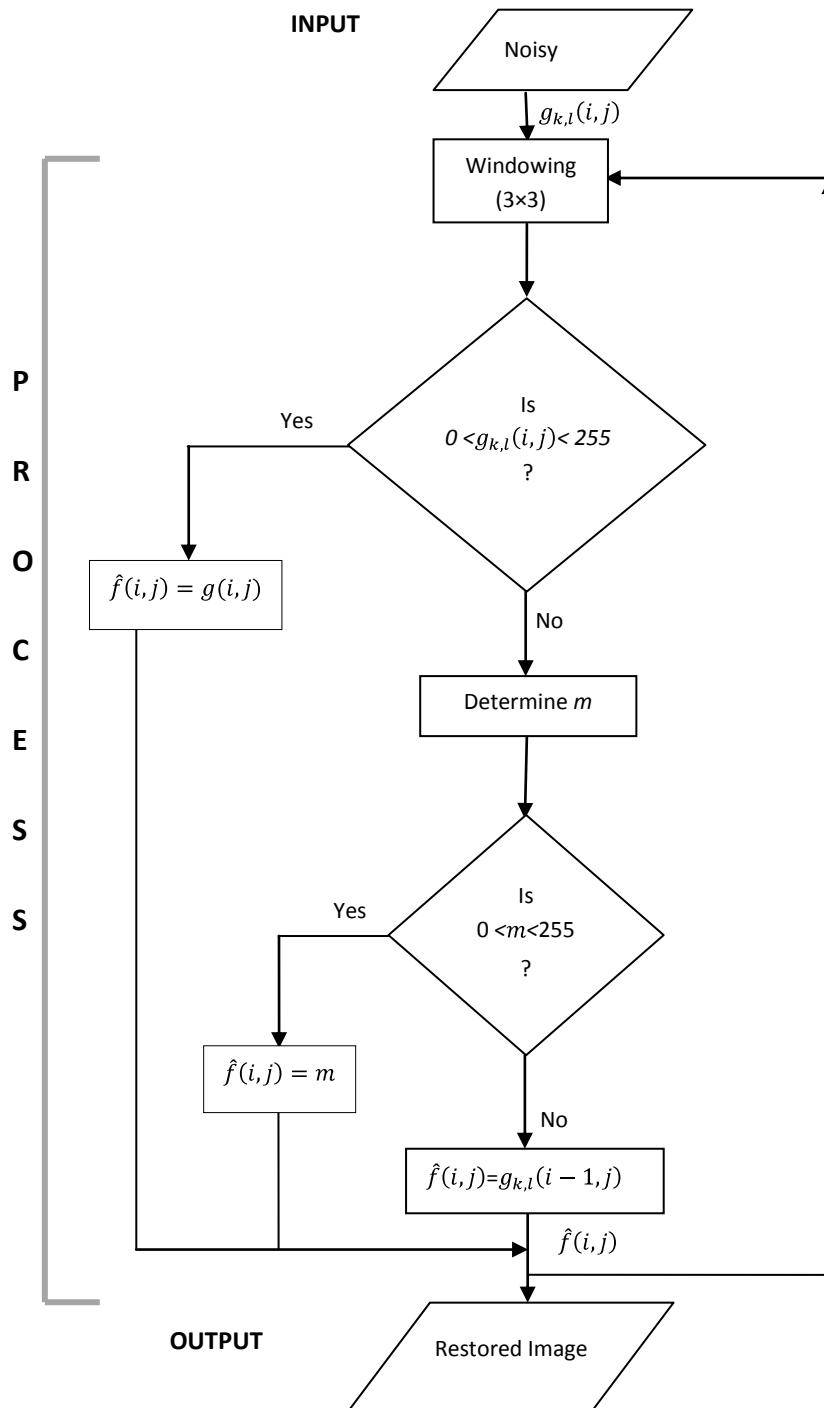 INPUT
Noisy
g_{k,l}(i,j)
Windowing
(3×3)
P
R
O
C
E
S
S
Is
0 <g_{k,l}(i,j)< 255
?
Yes
f̂(i,j) = g(i,j)
No
Determine m
Is
0 <m<255
?
Yes
f̂(i,j) = m
No
f̂(i,j)=g_{k,l}(i − 1,j)
f̂(i,j)
OUTPUT
Restored Image